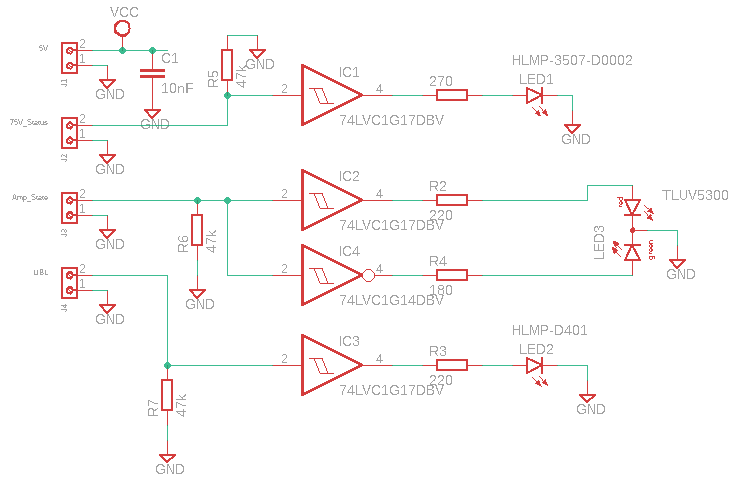 VCC
5V
2
1
J1
GND
C1
10nF
GND
R5
47k
GND
2
IC1
4
74LVC1G17DBV
270
HLMP-3507-D0002
LED1
GND
75V_Status
2
1
J2
GND
Amp_State
2
1
J3
GND
R6
47k
GND
2
IC2
4
74LVC1G17DBV
R2
220
red
TLUV5300
LED3
green
GND
2
IC4
4
74LVC1G14DBV
R4
180
2
1
J4
GND
2
IC3
4
74LVC1G17DBV
R3
220
HLMP-D401
LED2
GND
R7
47k
GND